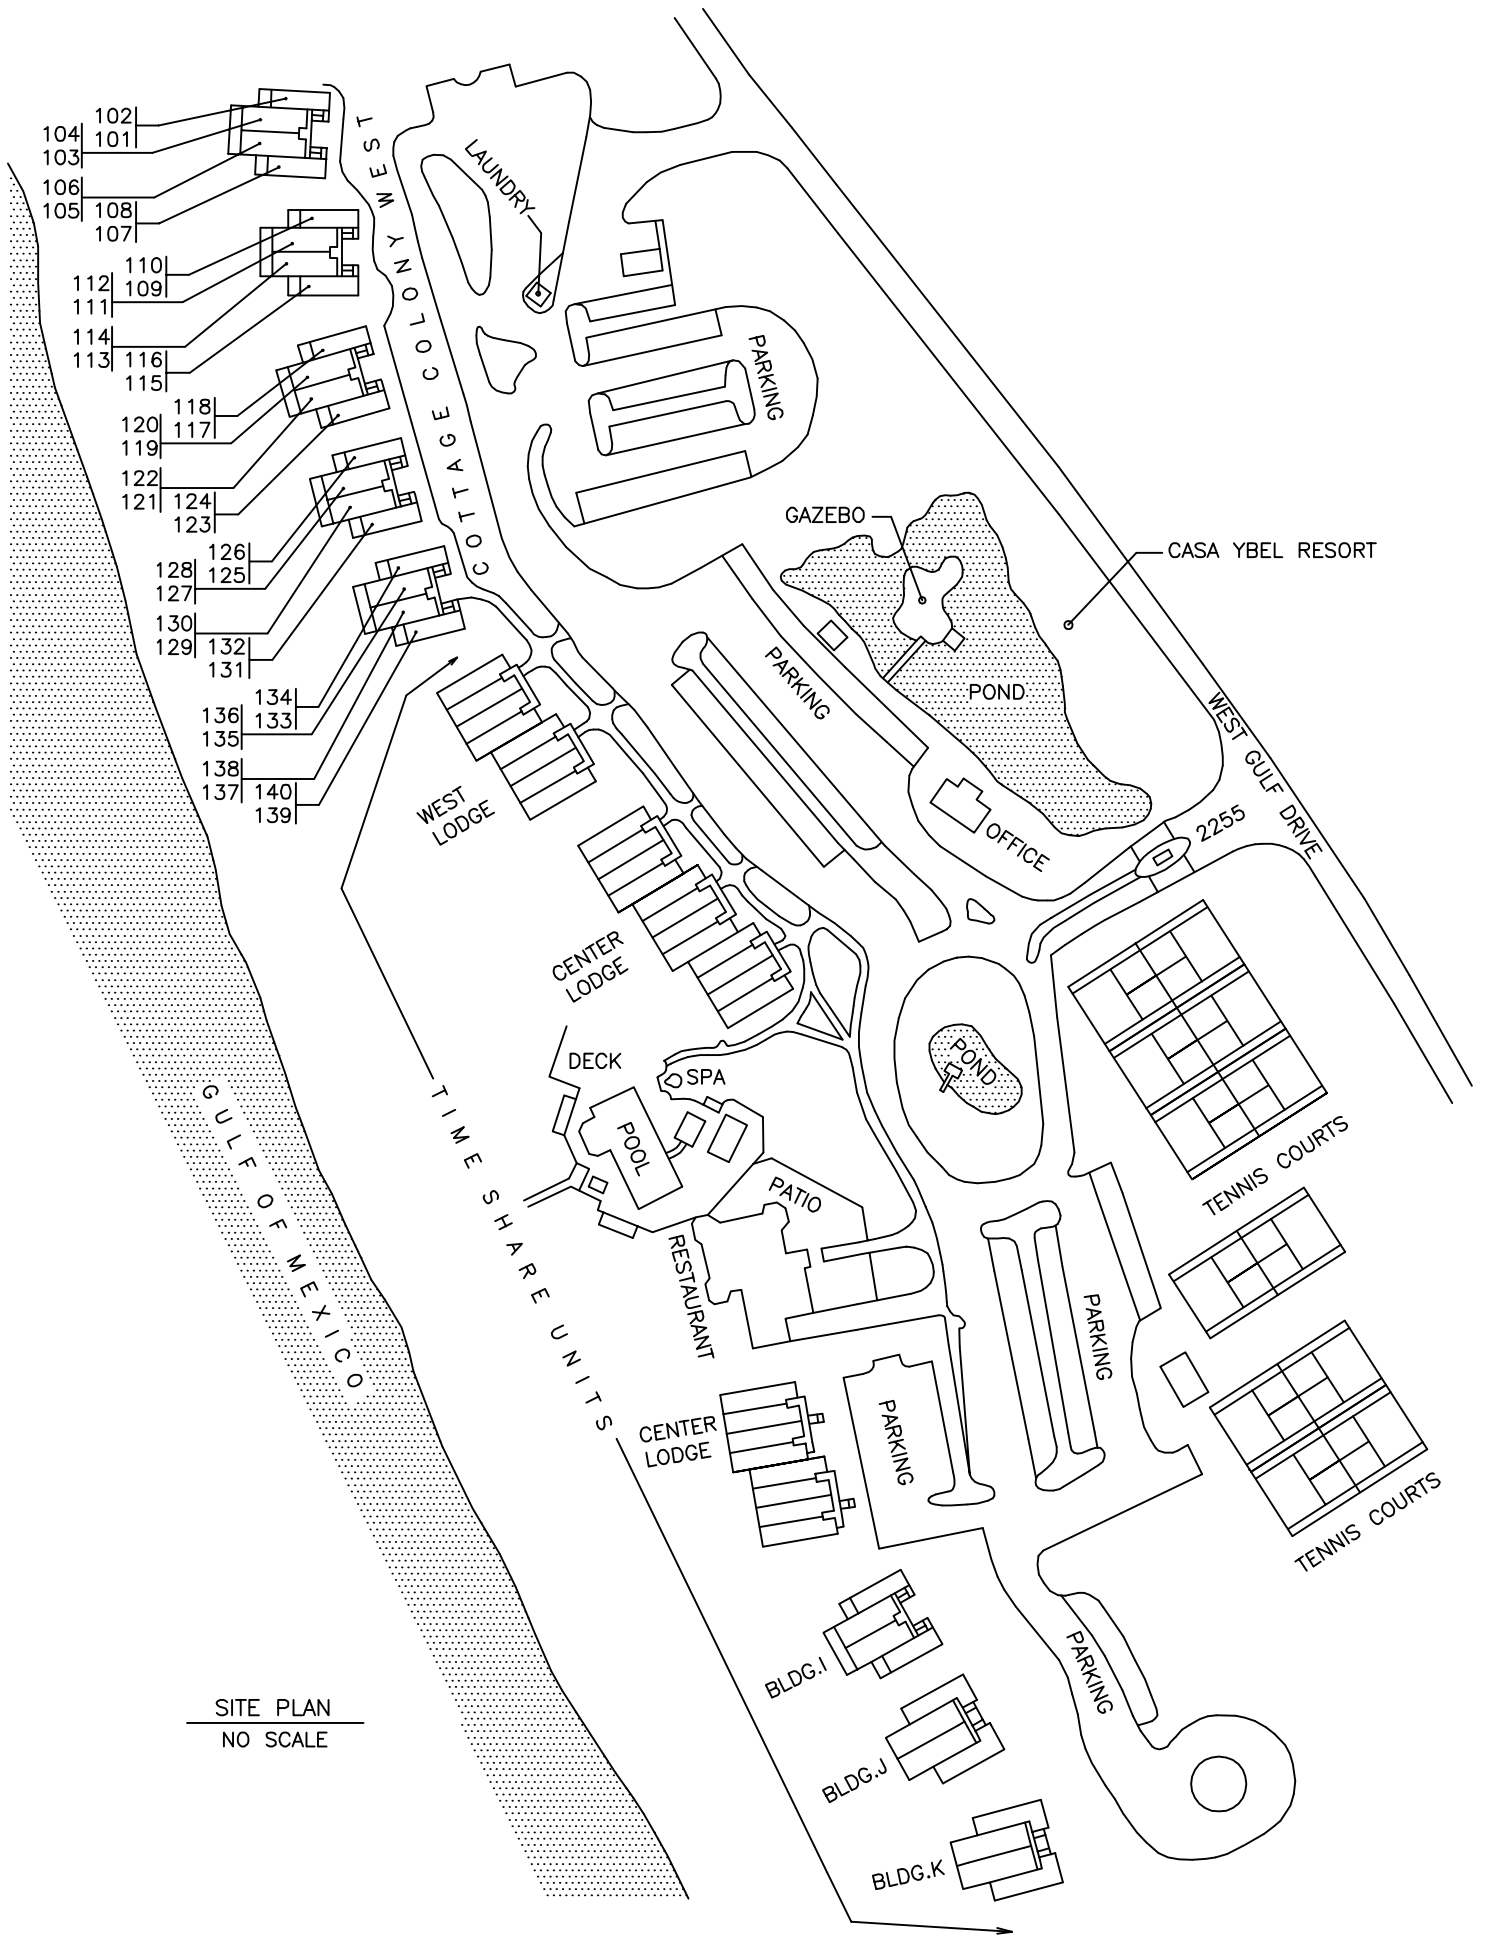 102
101
104
103
106
105
108
107
110
109
112
111
114
113
116
115
118
117
120
119
122
121
124
123
126
125
128
127
130
129
132
131
134
133
136
135
138
137
140
139
COTTAGE COLONY WEST
LAUNDRY
PARKING
GAZEBO
CASA YBEL RESORT
POND
PARKING
WEST GULF DRIVE
2255
OFFICE
WEST
LODGE
CENTER
LODGE
DECK
SPA
POOL
POND
TENNIS COURTS
PATIO
RESTAURANT
GULF OF MEXICO
TIME SHARE UNITS
PARKING
CENTER
LODGE
PARKING
TENNIS COURTS
BLDG.I
PARKING
BLDG.J
BLDG.K
SITE PLAN
NO SCALE